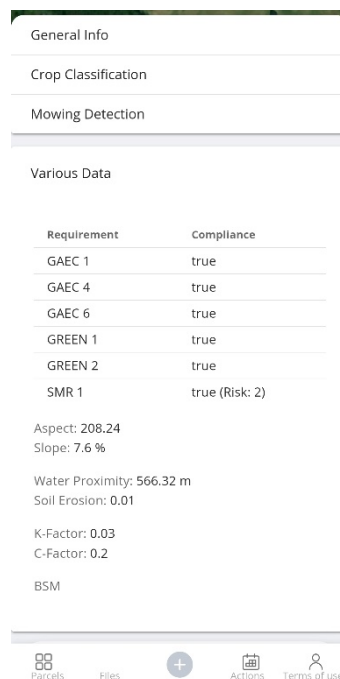 General Info
Crop Classification
Mowing Detection
Various Data
Requirement Compliance
GAEC 1 true
GAEC 4 true
GAEC 6 true
GREEN 1 true
GREEN 2 true
SMR 1 true (Risk: 2)
Aspect: 208.24
Slope: 7.6 %
Water Proximity: 566.32 m
Soil Erosion: 0.01
K-Factor: 0.03
C-Factor: 0.2
BSM
Parcels Files Actions Terms of use